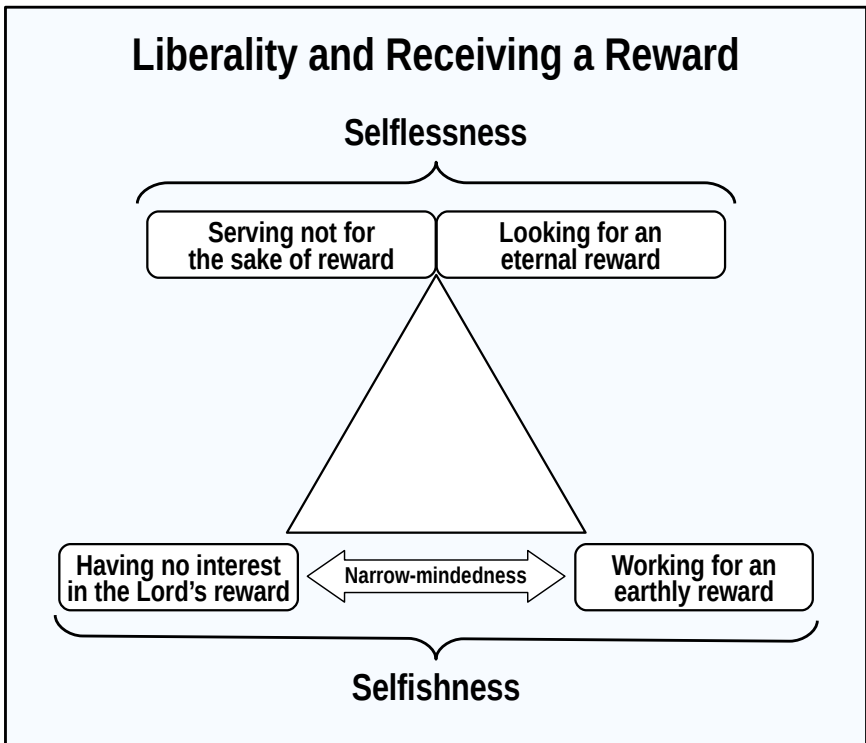 Liberality and Receiving a Reward
Selflessness
Serving not for
the sake of reward
Looking for an
eternal reward
Having no interest
in the Lord’s reward
Narrow-mindedness
Working for an
earthly reward
Selfishness